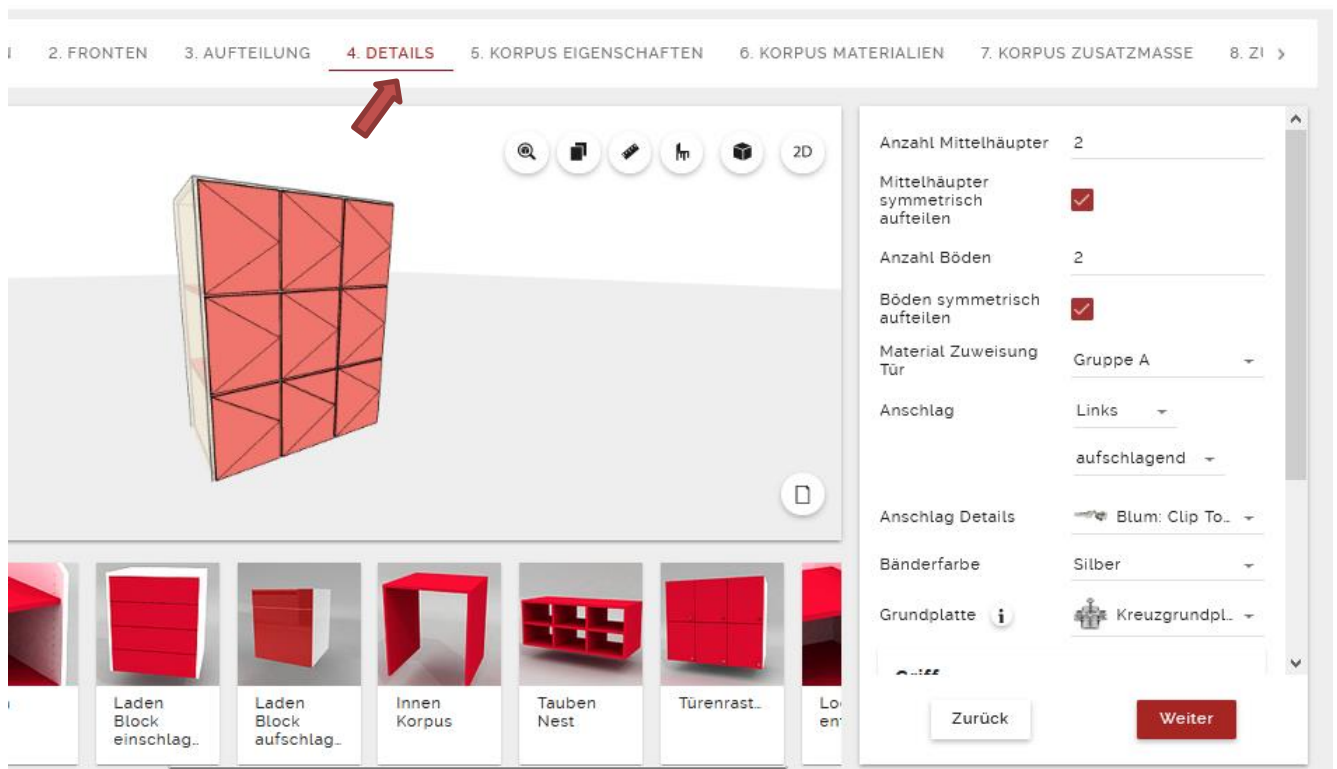 2. FRONTEN 3. AUFTEILUNG 4. DETAILS 5. KORPUS EIGENSCHAFTEN 6. KORPUS MATERIALIEN 7. KORPUS ZUSATZMASSE 8. ZU
2D
Anzahl Mittelhäupter 2
Mittelhäupter
symmetrisch
aufteilen
Anzahl Böden 2
Böden symmetrisch
aufteilen
Material Zuweisung
Tür
Gruppe A
Anschlag Links
aufschlagend
Anschlag Details Blum: Clip To..
Bänderfarbe Silber
Grundplatte i Kreuzgrundpl..
Griff
Zurück Weiter
Laden
Block
einschlag..
Laden
Block
aufschlag..
Innen
Korpus
Tauben
Nest
Türenrast..